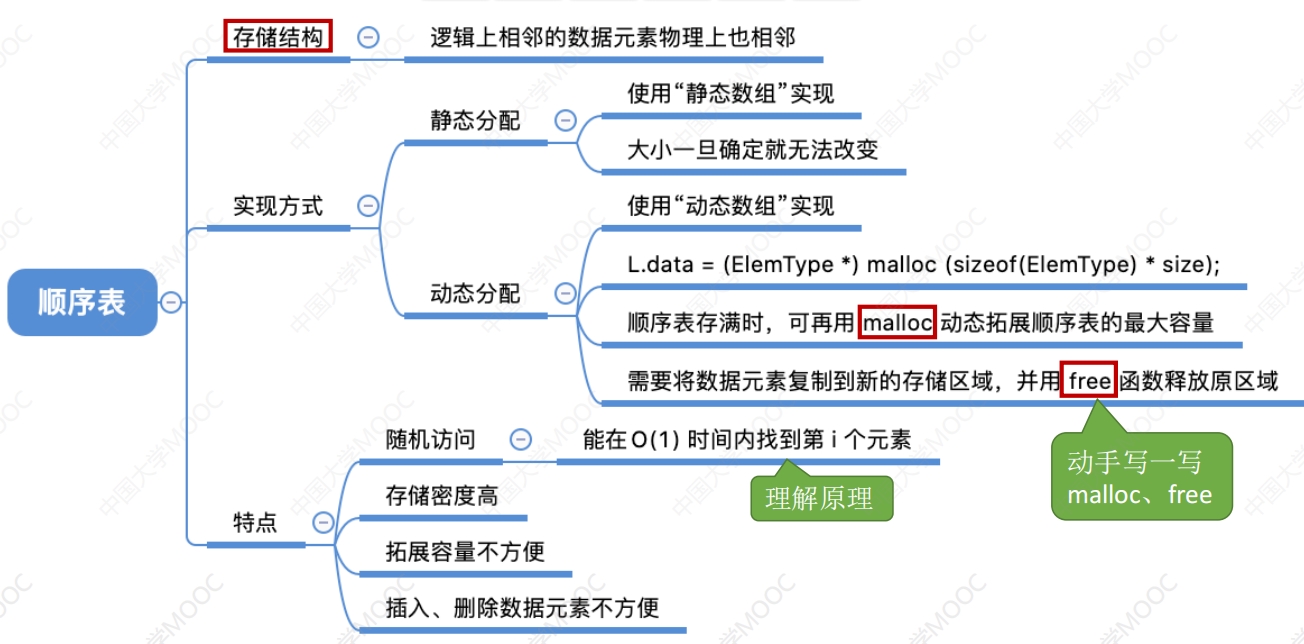 顺序表
存储结构
逻辑上相邻的数据元素物理上也相邻
实现方式
静态分配
使用“静态数组”实现
大小一旦确定就无法改变
动态分配
使用“动态数组”实现
L.data = (ElemType *) malloc (sizeof(ElemType) * size);
顺序表存满时，可再用 malloc 动态拓展顺序表的最大容量
需要将数据元素复制到新的存储区域，并用 free 函数释放原区域
动手写一写
malloc、free
特点
随机访问
能在 O(1) 时间内找到第 i 个元素
理解原理
存储密度高
拓展容量不方便
插入、删除数据元素不方便
中国大学MOOC